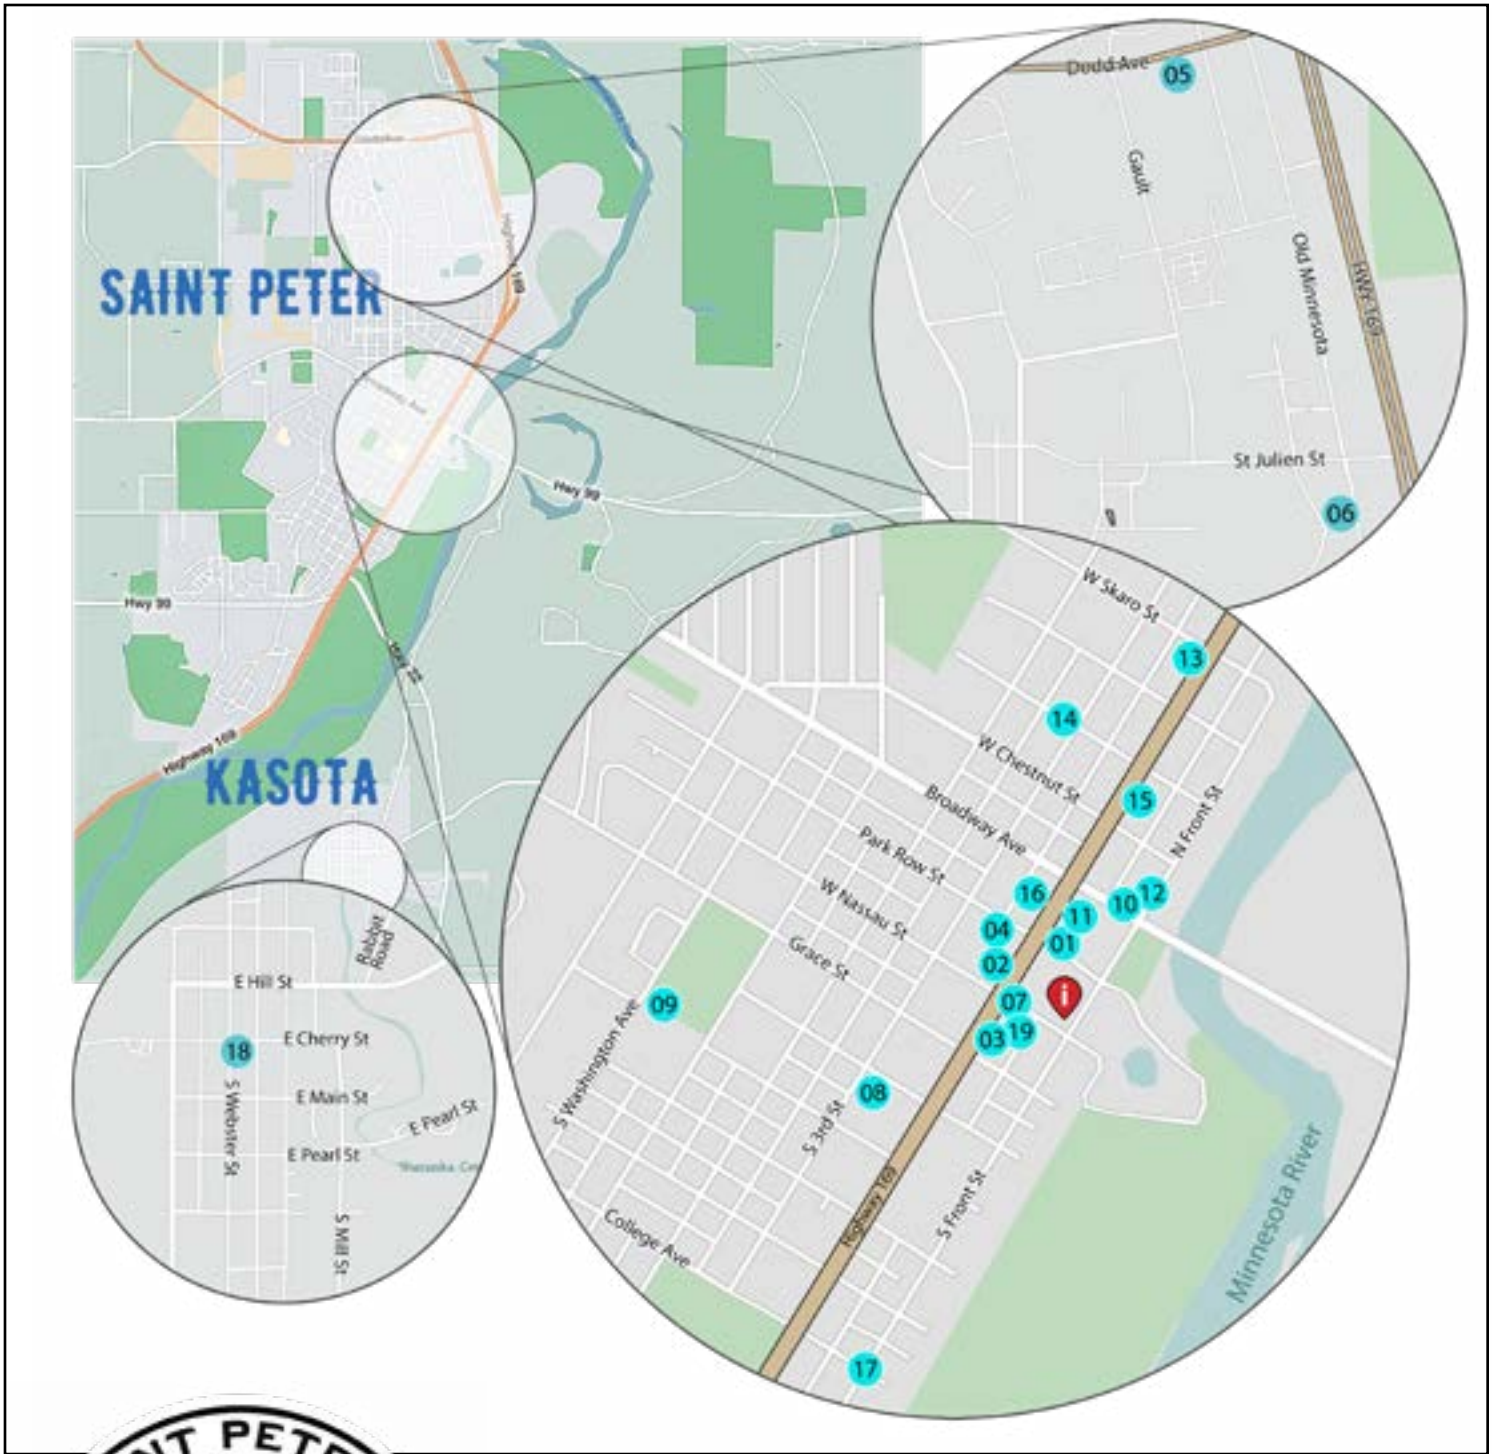 SAINT PETER
Highway 169
Hwy 99
Hwy 99
Hwy 22
Highway 169
KASOTA
Dodd Ave
05
Gault
Old Minnesota
HWY 169
St Julien St
06
W Skaro St
13
14
W Chestnut St
15
Broadway Ave
N Front St
Park Row St
16
12
10
W Nassau St
04
11
01
Grace St
02
i
07
09
03
19
S Washington Ave
08
S 3rd St
Highway 169
S Front St
College Ave
Minnesota River
17
Rabbit
Road
E Hill St
18
E Cherry St
S Webster St
E Main St
E Pearl St
E Pearl St
S Mill St